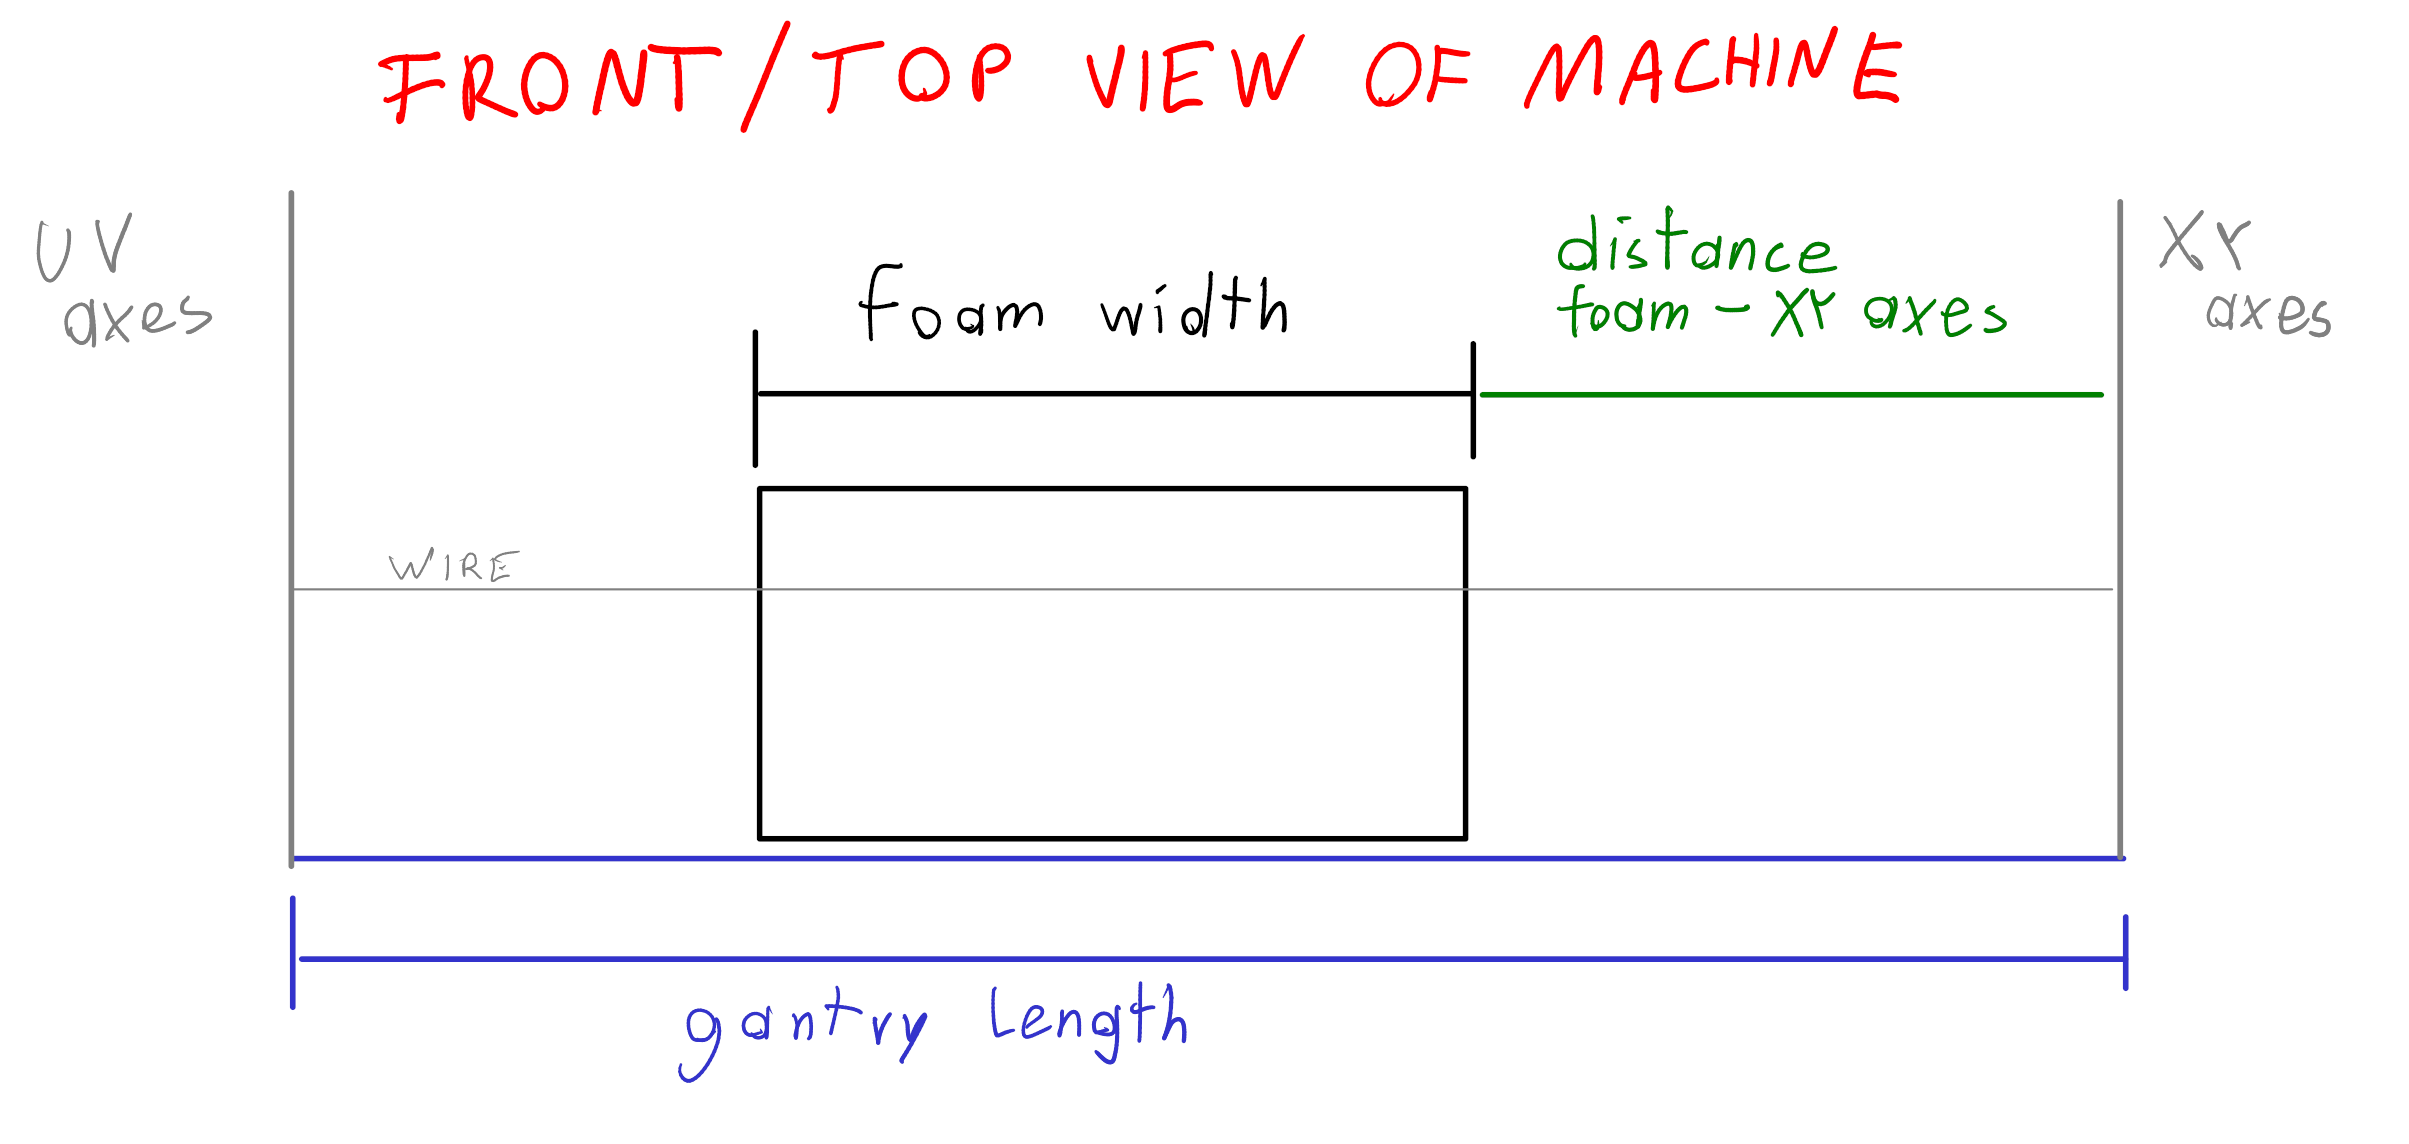 FRONT/TOP VIEW OF MACHINE
UV
axes
foam width
distance
foam - XY axes
XY
axes
WIRE
gantry length